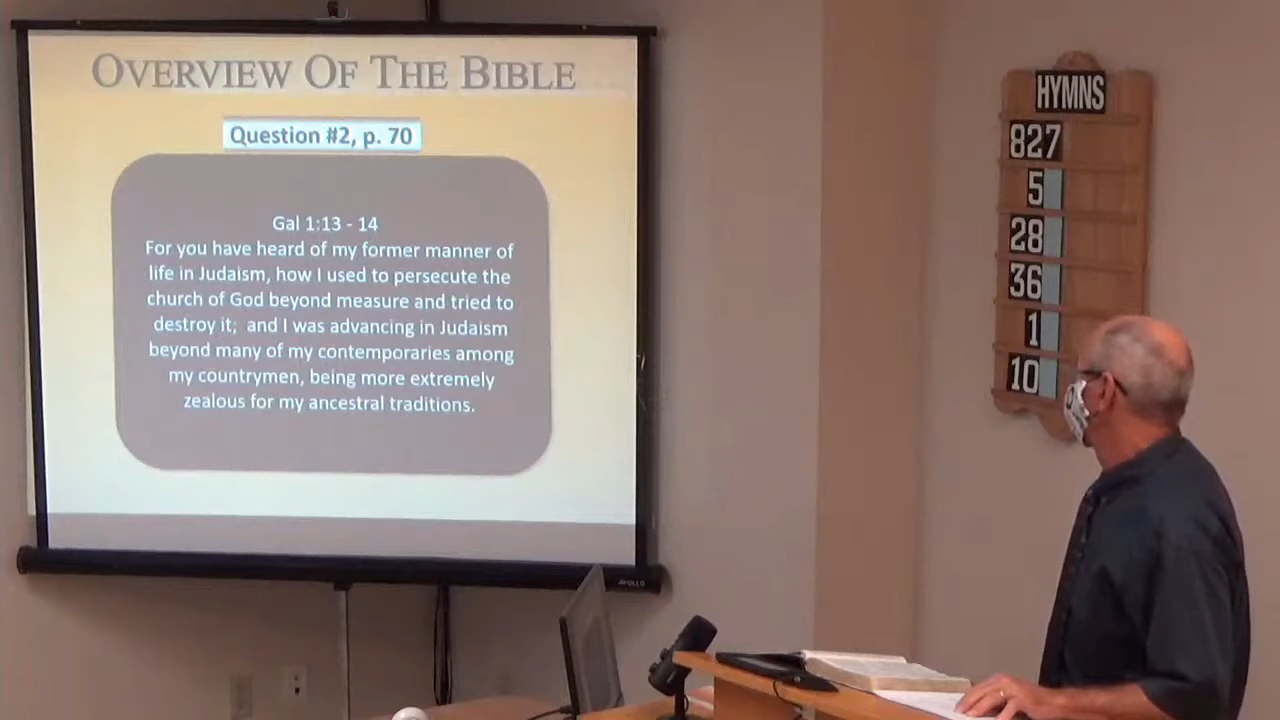 OVERVIEW OF THE BIBLE
Question #2, p. 70
Gal 1:13 - 14
For you have heard of my former manner of
life in Judaism, how I used to persecute the
church of God beyond measure and tried to
destroy it;  and I was advancing in Judaism
beyond many of my contemporaries among
my countrymen, being more extremely
zealous for my ancestral traditions.
APOLLO
HYMNS
827
5
28
36
1
10